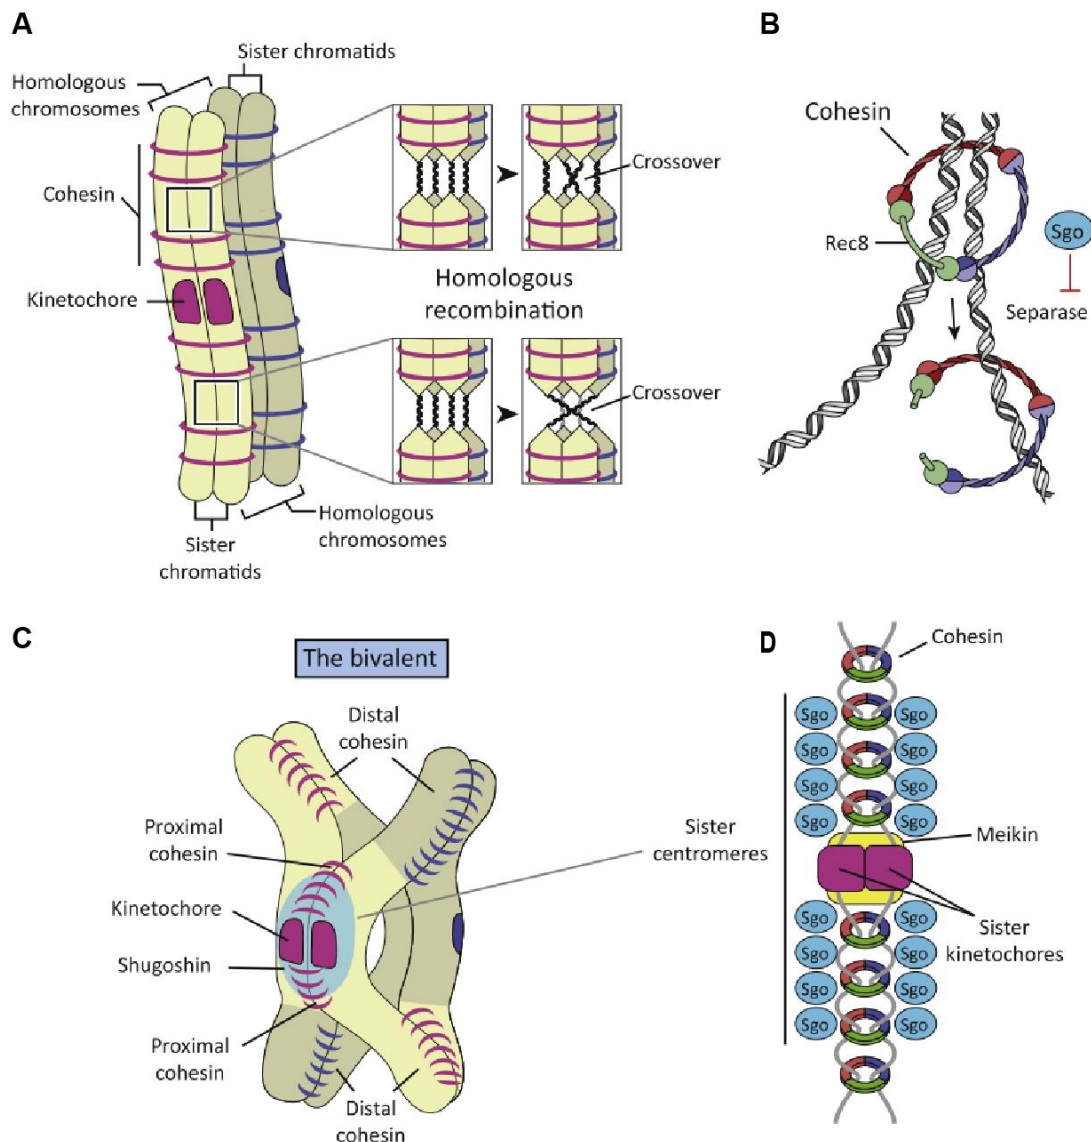 A
Sister chromatids
Homologous
chromosomes
Cohesin
Kinetochore
Crossover
Homologous
recombination
Crossover
Sister
chromatids
Homologous
chromosomes
B
Cohesin
Rec8
Sgo
Separase
C
The bivalent
Distal
cohesin
Proximal
cohesin
Kinetochore
Shugoshin
Proximal
cohesin
Distal
cohesin
Sister
centromeres
D
Cohesin
Sgo Sgo
Sgo Sgo
Sgo Sgo
Sgo Sgo
Meikin
Sister
kinetochores
Sgo Sgo
Sgo Sgo
Sgo Sgo
Sgo Sgo